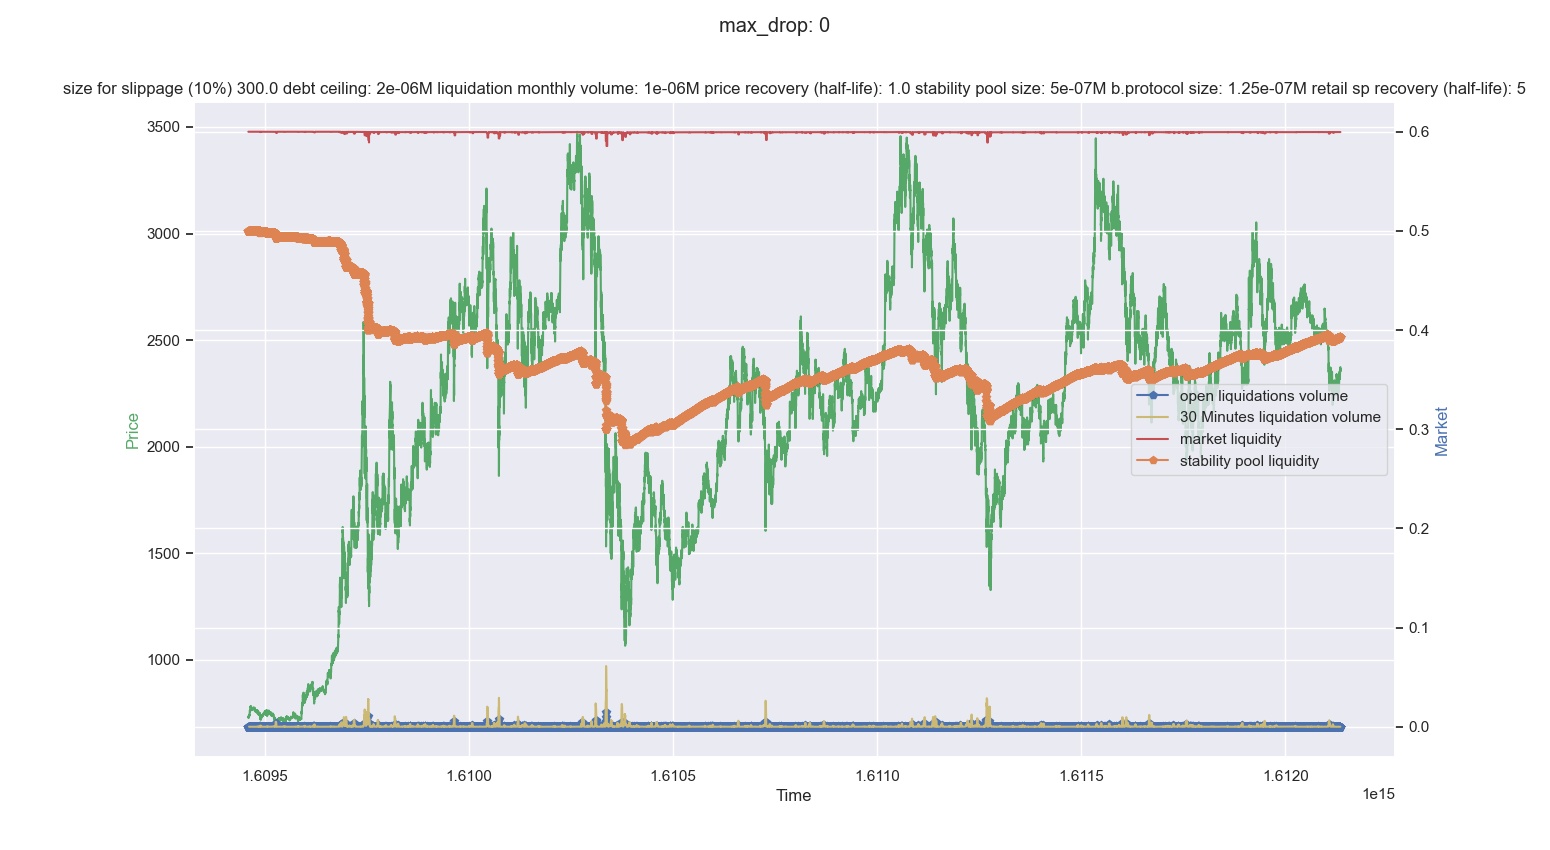 max_drop: 0
size for slippage (10%) 300.0 debt ceiling: 2e-06M liquidation monthly volume: 1e-06M price recovery (half-life): 1.0 stability pool size: 5e-07M b.protocol size: 1.25e-07M retail sp recovery (half-life): 5
3500
3000
2500
2000
1500
1000
Price
0.6
0.5
0.4
0.3
0.2
0.1
0.0
Market
open liquidations volume
30 Minutes liquidation volume
market liquidity
stability pool liquidity
1.6095 1.6100 1.6105 1.6110 1.6115 1.6120
Time
1e15